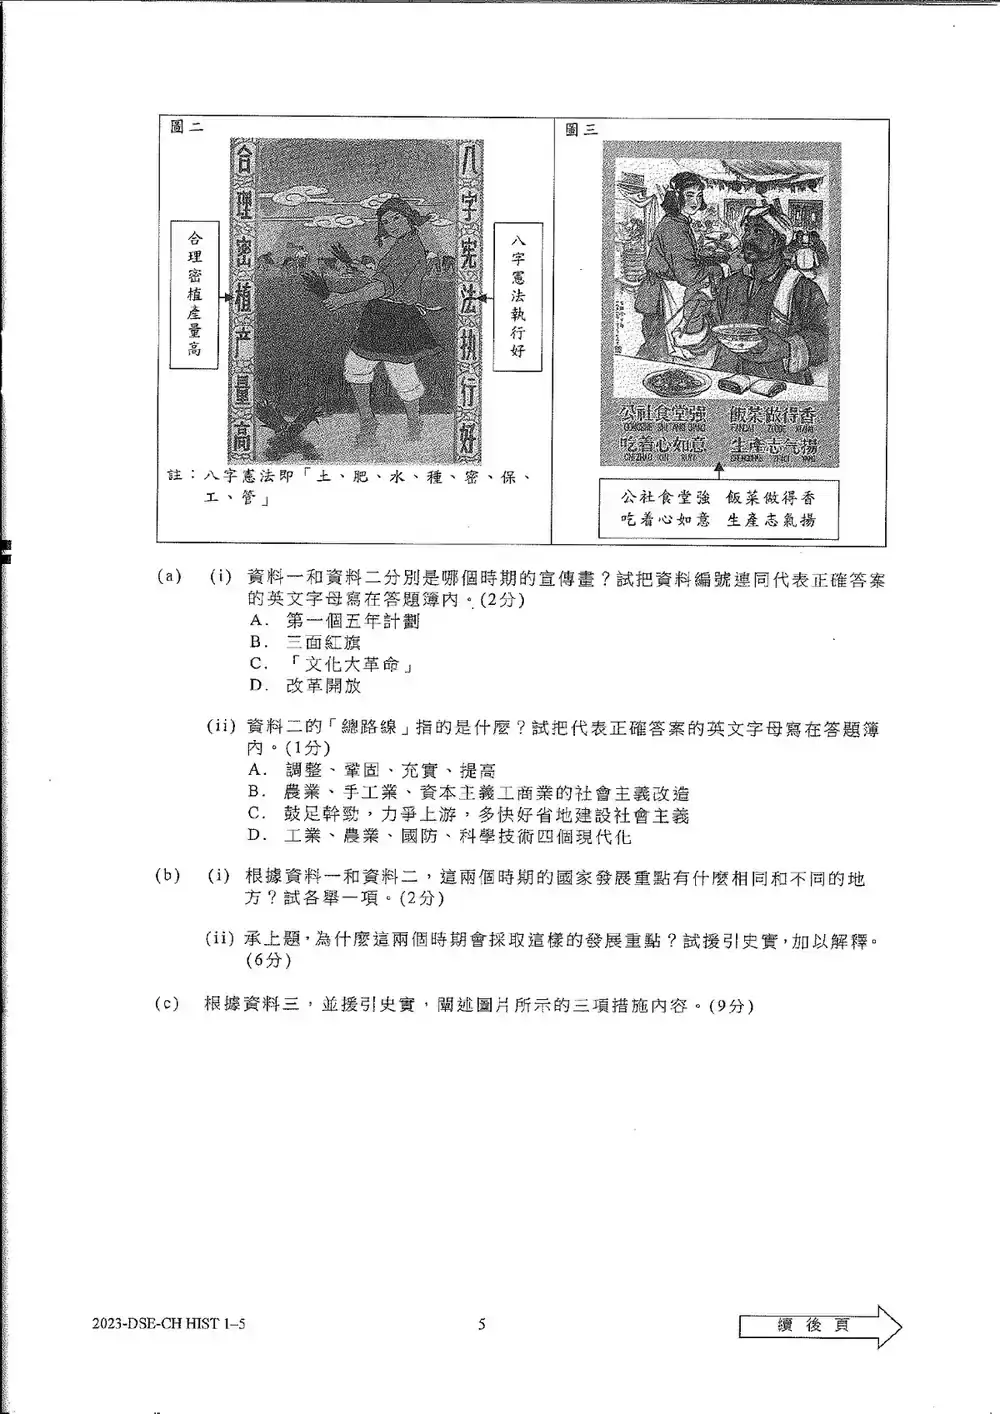 圖二
合理密植产量高
八字宪法执行好
合理密植產量高
八字憲法執行好
註：八字憲法即「土、肥、水、種、密、保、
工、管」
圖三
公社食堂強 飯菜做得香
GONGSHE SHITANG QIANG FANCAI ZUODE XIANG
吃着心如意 生產志气揚
CHEZHAO XIN RUYI SHENGCHAN ZHIQI YANG
公社食堂強 飯菜做得香
吃着心如意 生產志氣揚
(a) (i) 資料一和資料二分別是哪個時期的宣傳畫？試把資料編號連同代表正確答案
的英文字母寫在答題簿內。(2分)
A. 第一個五年計劃
B. 三面紅旗
C. 「文化大革命」
D. 改革開放
(ii) 資料二的「總路線」指的是什麼？試把代表正確答案的英文字母寫在答題簿
內。(1分)
A. 調整、鞏固、充實、提高
B. 農業、手工業、資本主義工商業的社會主義改造
C. 鼓足幹勁，力爭上游，多快好省地建設社會主義
D. 工業、農業、國防、科學技術四個現代化
(b) (i) 根據資料一和資料二，這兩個時期的國家發展重點有什麼相同和不同的地
方？試各舉一項。(2分)
(ii) 承上題，為什麼這兩個時期會採取這樣的發展重點？試援引史實，加以解釋。
(6分)
(c) 根據資料三，並援引史實，闡述圖片所示的三項措施內容。(9分)
2023-DSE-CH HIST 1–5
5
續後頁